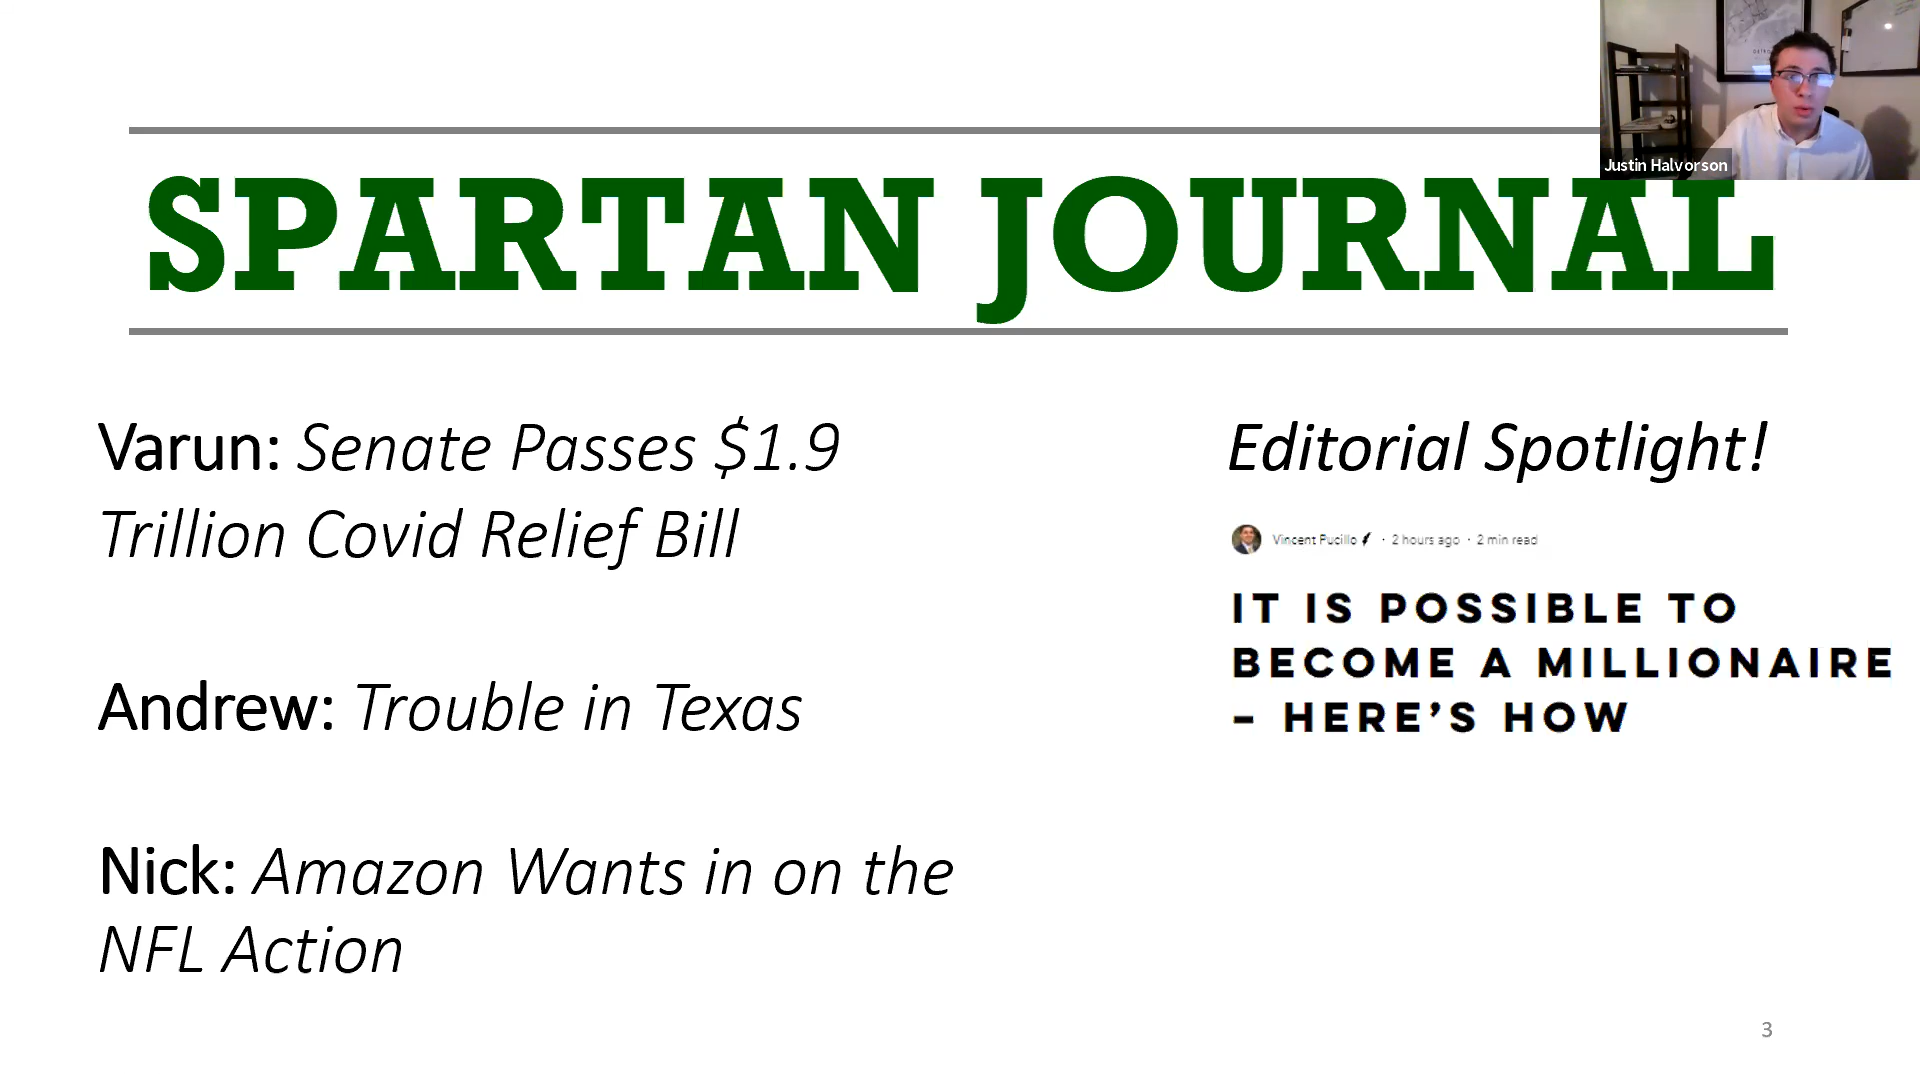 Justin Halvorson
SPARTAN JOURNAL
Varun: Senate Passes $1.9
Trillion Covid Relief Bill
Andrew: Trouble in Texas
Nick: Amazon Wants in on the
NFL Action
Editorial Spotlight!
Vincent Pucillo · 2 hours ago · 2 min read
IT IS POSSIBLE TO
BECOME A MILLIONAIRE
– HERE’S HOW
3